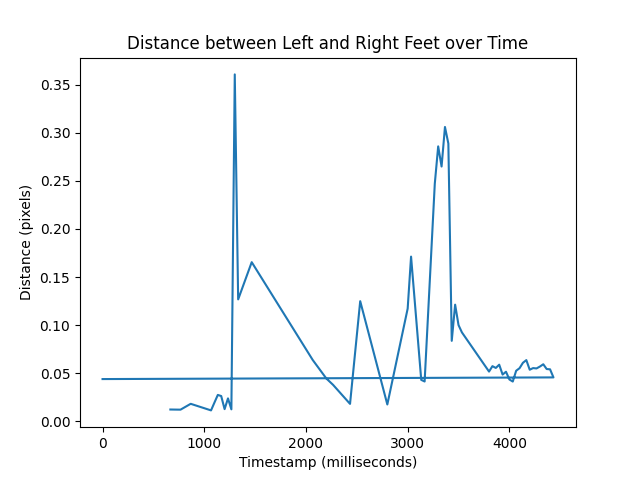 Distance between Left and Right Feet over Time
0.35
0.30
0.25
0.20
0.15
0.10
0.05
0.00
Distance (pixels)
0 1000 2000 3000 4000
Timestamp (milliseconds)